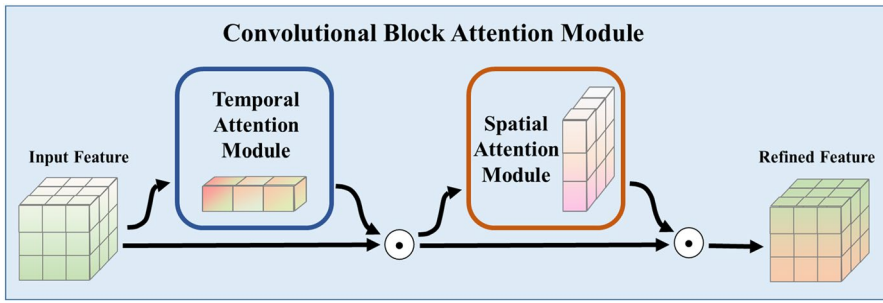 Convolutional Block Attention Module
Temporal
Attention
Module
Spatial
Attention
Module
Input Feature
Refined Feature